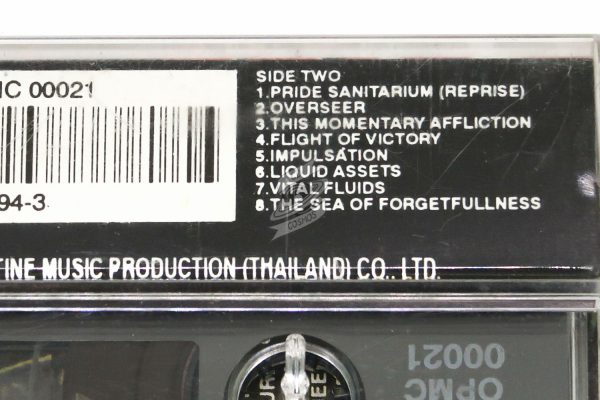 MC 00021
94-3
SIDE TWO
1.PRIDE SANITARIUM (REPRISE)
2.OVERSEER
3.THIS MOMENTARY AFFLICTION
4.FLIGHT OF VICTORY
5.IMPULSATION
6.LIQUID ASSETS
7.VITAL FLUIDS
8.THE SEA OF FORGETFULLNESS
COSMOS
TINE MUSIC PRODUCTION (THAILAND) CO., LTD.
OPMC
00021